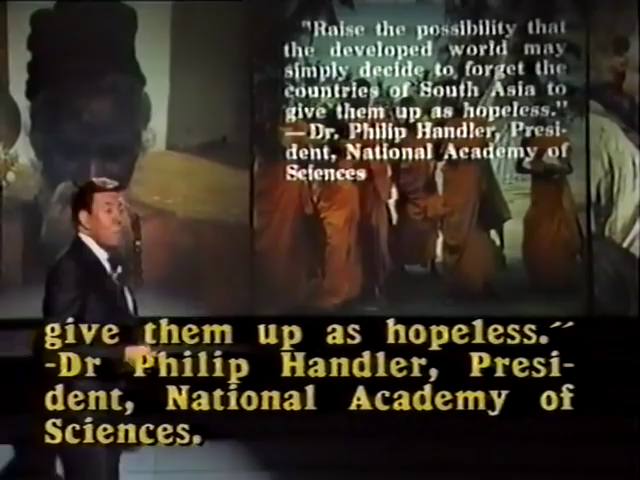 "Raise the possibility that
the developed world may
simply decide to forget the
countries of South Asia to
give them up as hopeless."
—Dr. Philip Handler, Presi-
dent, National Academy of
Sciences
give them up as hopeless.”
-Dr Philip Handler, Presi-
dent, National Academy of
Sciences.